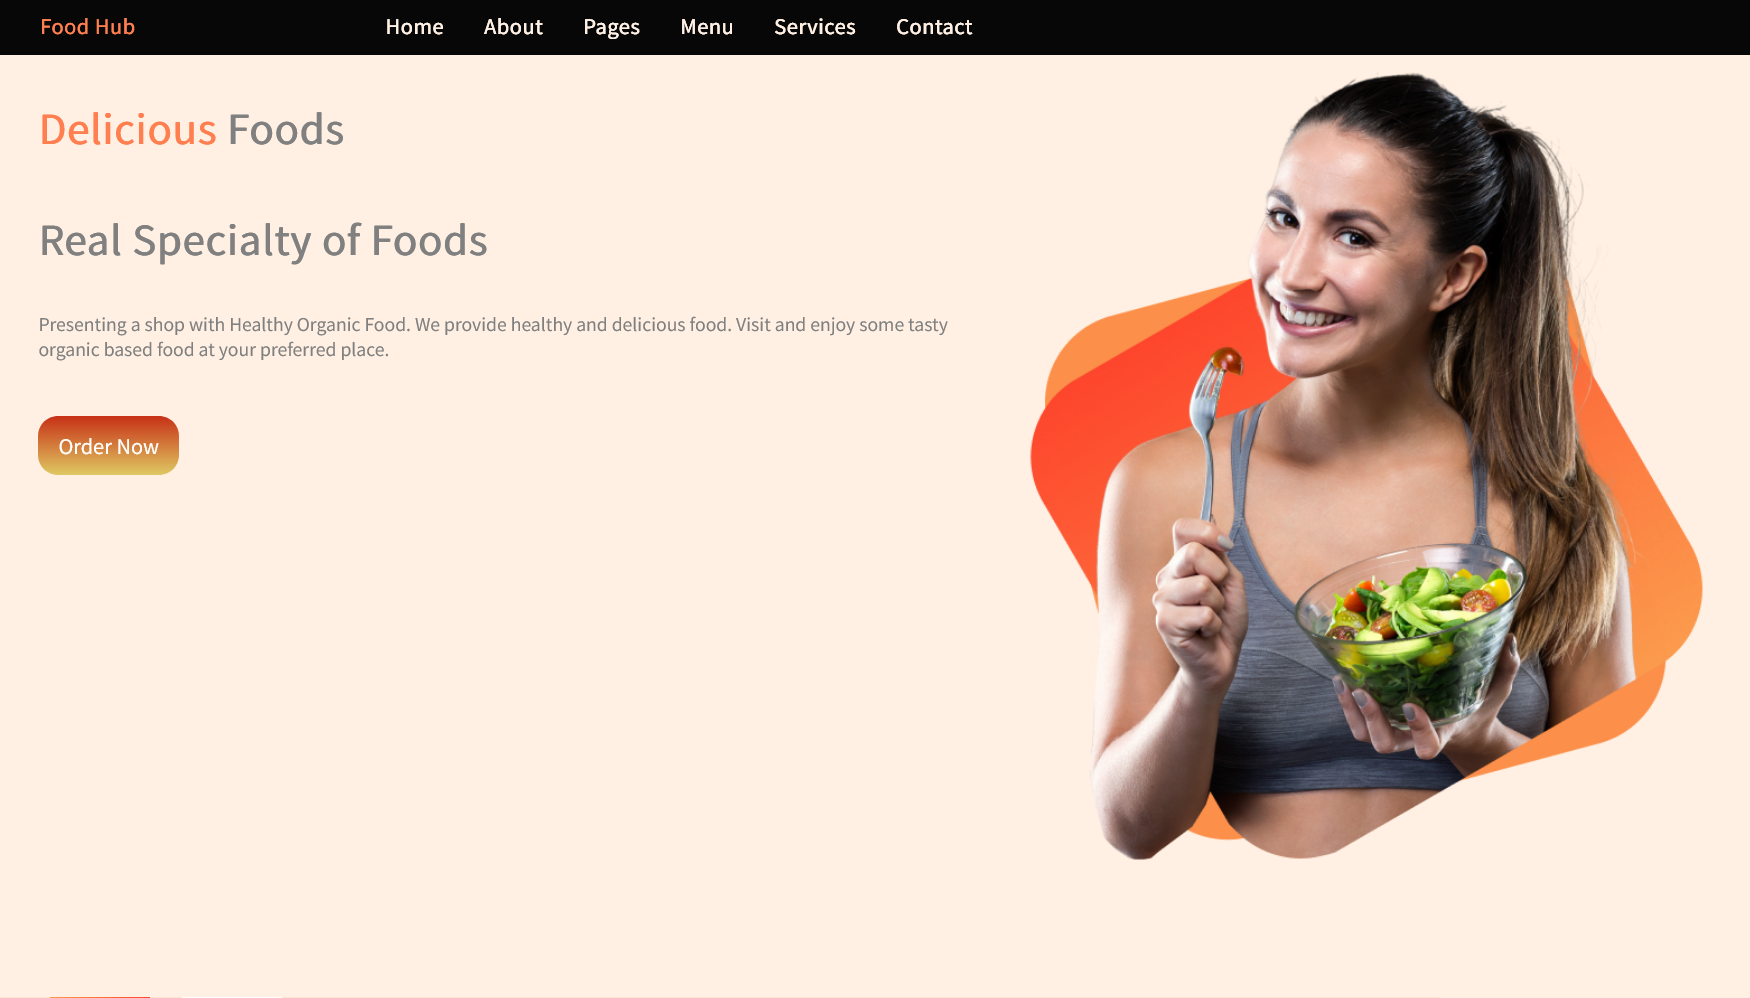 Food Hub Home About Pages Menu Services Contact
Delicious Foods
Real Specialty of Foods
Presenting a shop with Healthy Organic Food. We provide healthy and delicious food. Visit and enjoy some tasty
organic based food at your preferred place.
Order Now